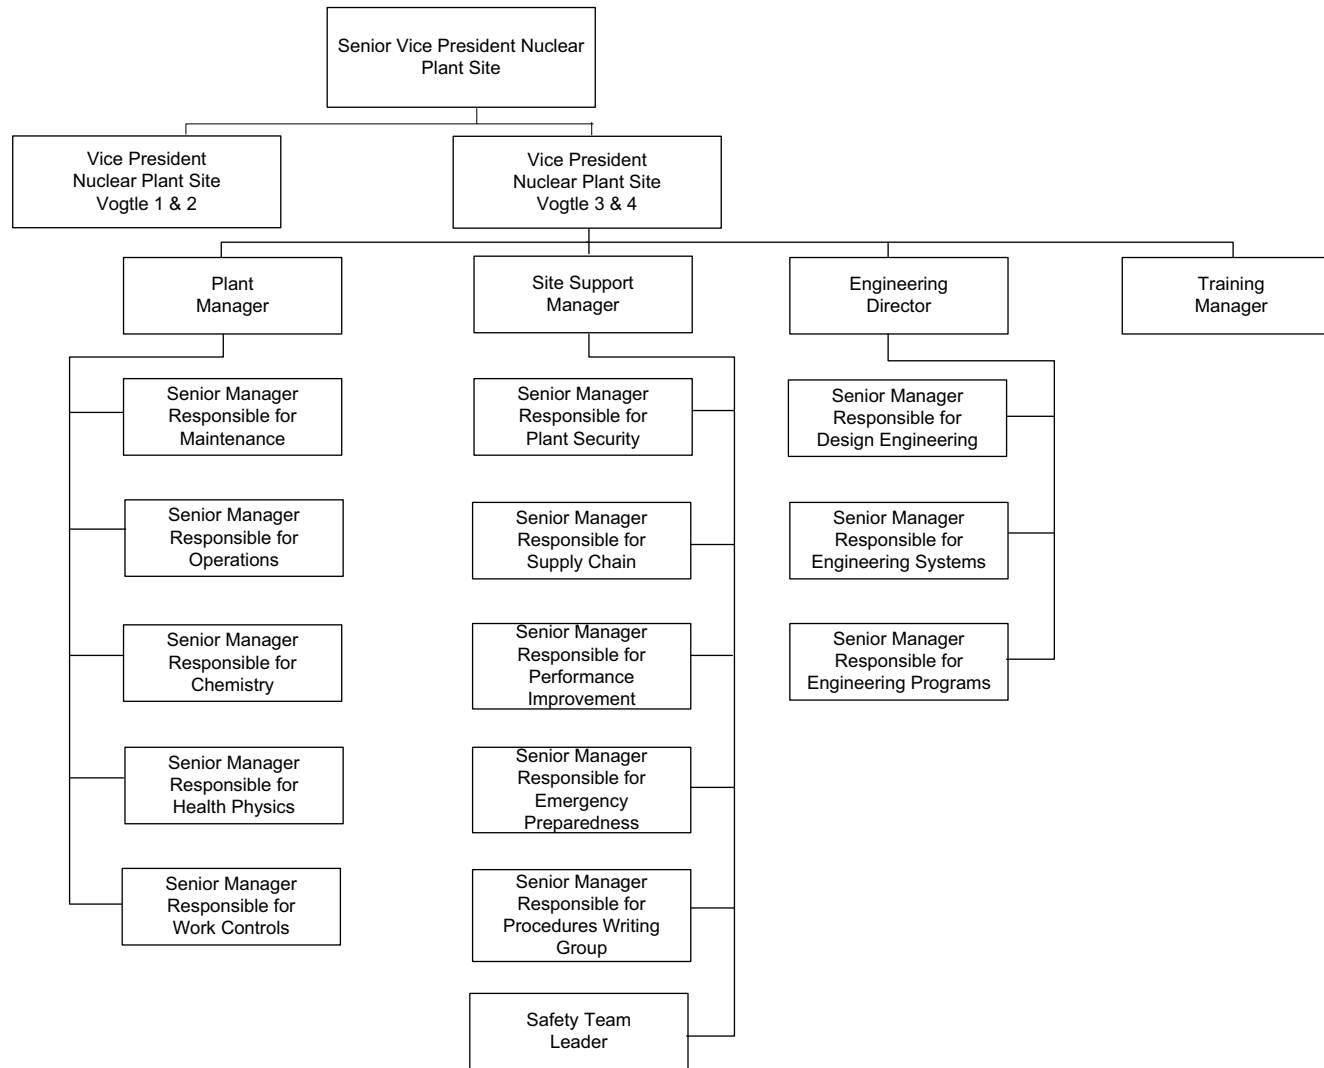 Senior Vice President Nuclear
Plant Site
Vice President
Nuclear Plant Site
Vogtle 1 & 2
Vice President
Nuclear Plant Site
Vogtle 3 & 4
Plant
Manager
Site Support
Manager
Engineering
Director
Training
Manager
Senior Manager
Responsible for
Maintenance
Senior Manager
Responsible for
Plant Security
Senior Manager
Responsible for
Design Engineering
Senior Manager
Responsible for
Operations
Senior Manager
Responsible for
Supply Chain
Senior Manager
Responsible for
Engineering Systems
Senior Manager
Responsible for
Chemistry
Senior Manager
Responsible for
Performance
Improvement
Senior Manager
Responsible for
Engineering Programs
Senior Manager
Responsible for
Health Physics
Senior Manager
Responsible for
Emergency
Preparedness
Senior Manager
Responsible for
Work Controls
Senior Manager
Responsible for
Procedures Writing
Group
Safety Team
Leader